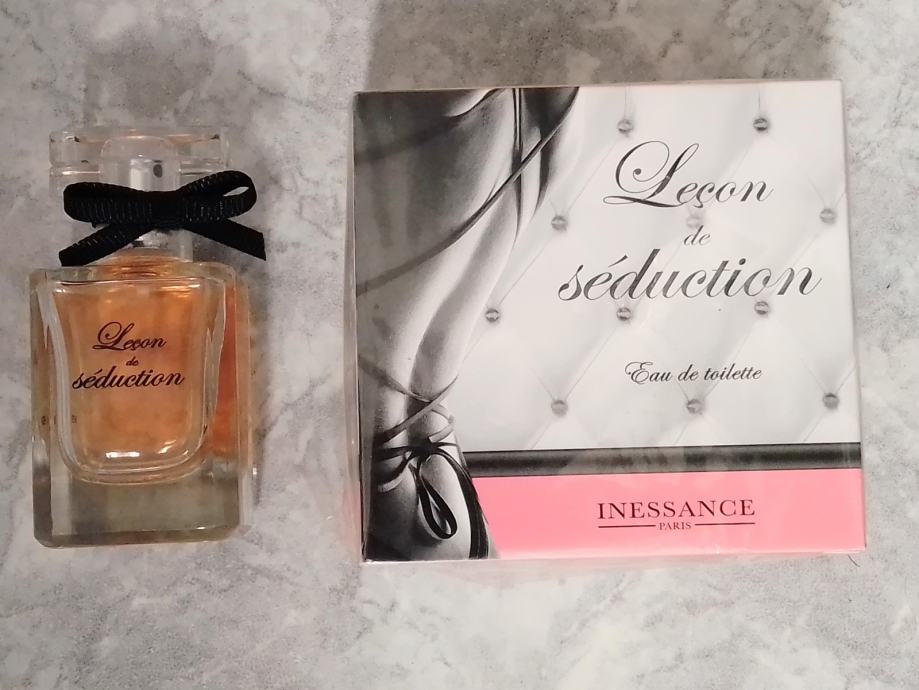 Leçon
de
séduction
Leçon
de
séduction
Eau de toilette
INESSANCE
PARIS